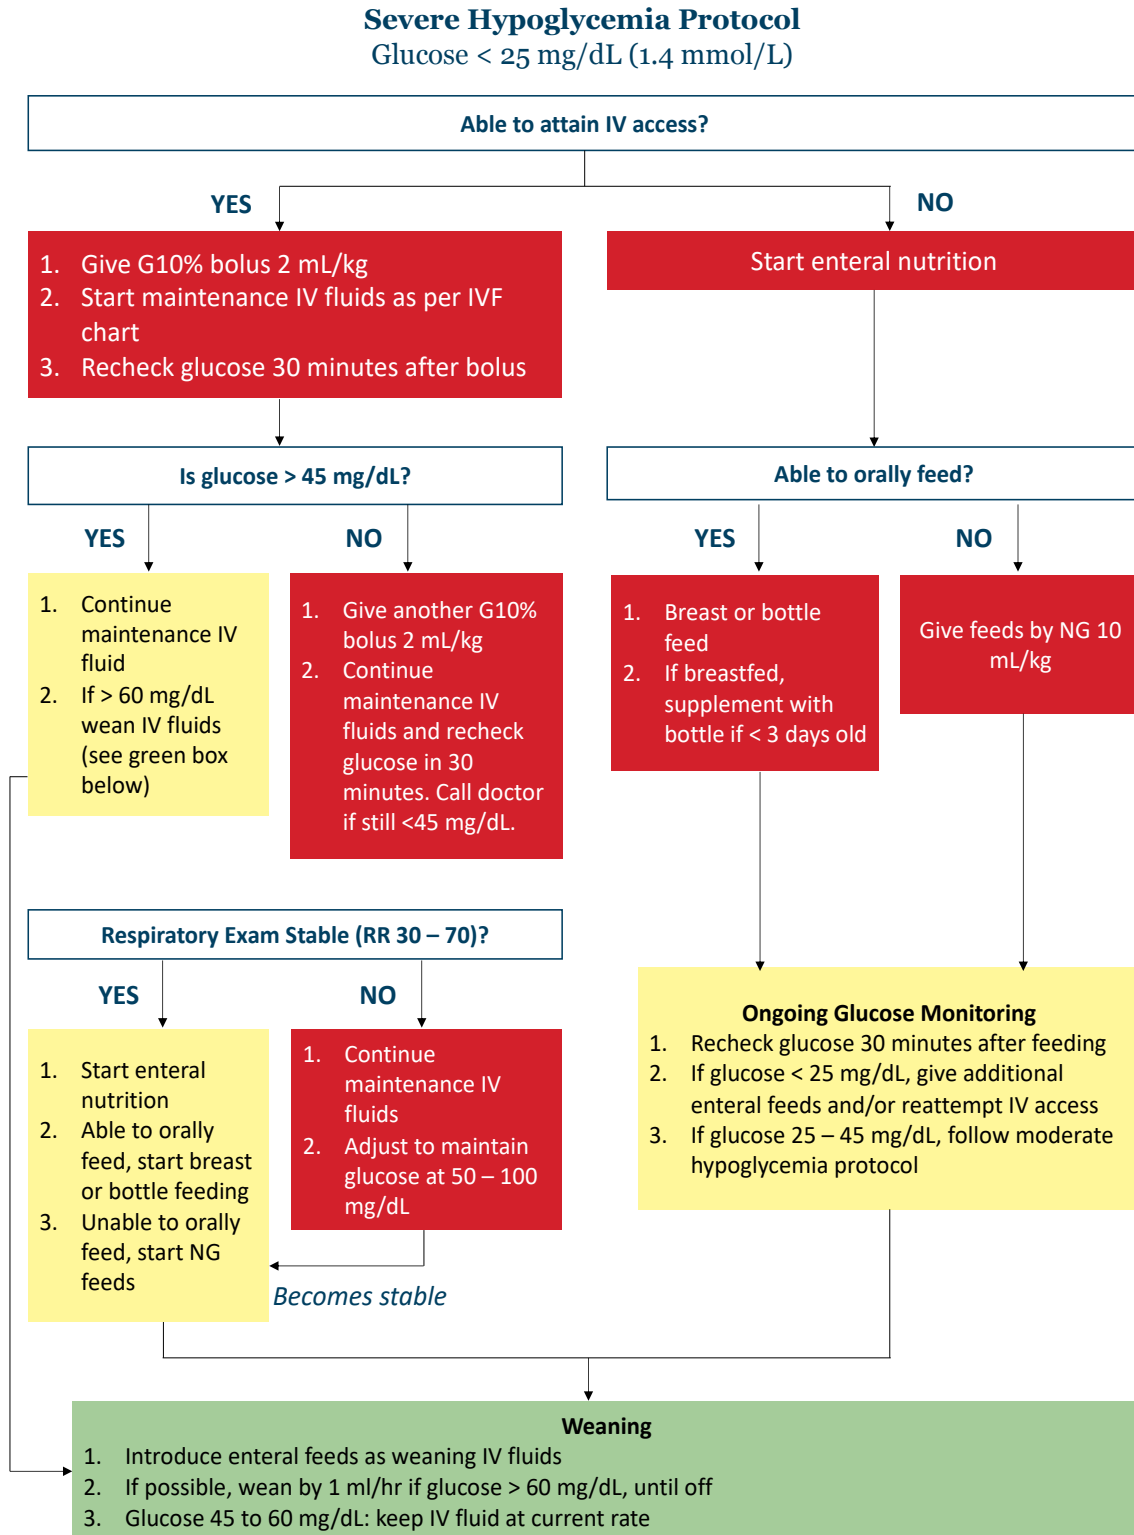 Severe Hypoglycemia Protocol
Glucose < 25 mg/dL (1.4 mmol/L)
Able to attain IV access?
YES
NO
1. Give G10% bolus 2 mL/kg
2. Start maintenance IV fluids as per IVF
chart
3. Recheck glucose 30 minutes after bolus
Start enteral nutrition
Is glucose > 45 mg/dL?
Able to orally feed?
YES
NO
YES
NO
1. Continue
maintenance IV
fluid
2. If > 60 mg/dL
wean IV fluids
(see green box
below)
1. Give another G10%
bolus 2 mL/kg
2. Continue
maintenance IV
fluids and recheck
glucose in 30
minutes. Call doctor
if still <45 mg/dL.
1. Breast or bottle
feed
2. If breastfed,
supplement with
bottle if < 3 days old
Give feeds by NG 10
mL/kg
Respiratory Exam Stable (RR 30 – 70)?
YES
NO
1. Start enteral
nutrition
2. Able to orally
feed, start breast
or bottle feeding
3. Unable to orally
feed, start NG
feeds
1. Continue
maintenance IV
fluids
2. Adjust to maintain
glucose at 50 – 100
mg/dL
Becomes stable
Ongoing Glucose Monitoring
1. Recheck glucose 30 minutes after feeding
2. If glucose < 25 mg/dL, give additional
enteral feeds and/or reattempt IV access
3. If glucose 25 – 45 mg/dL, follow moderate
hypoglycemia protocol
Weaning
1. Introduce enteral feeds as weaning IV fluids
2. If possible, wean by 1 ml/hr if glucose > 60 mg/dL, until off
3. Glucose 45 to 60 mg/dL: keep IV fluid at current rate